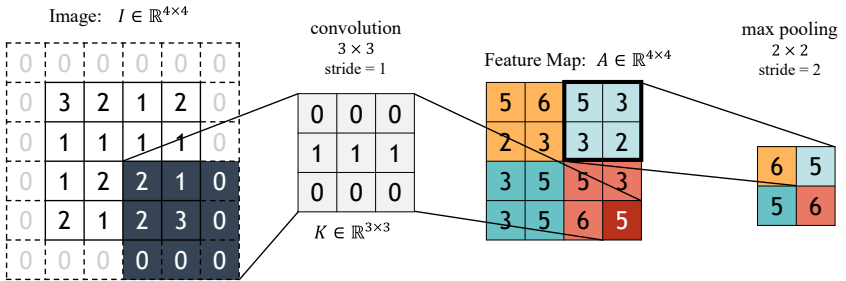 Image: I ∈ ℝ^{4×4}
0 0 0 0 0 0
0 3 2 1 2 0
0 1 1 1 1 0
0 1 2 2 1 0
0 2 1 2 3 0
0 0 0 0 0 0
convolution
3 × 3
stride = 1
0 0 0
1 1 1
0 0 0
K ∈ ℝ^{3×3}
Feature Map: A ∈ ℝ^{4×4}
5 6 5 3
2 3 3 2
3 5 5 3
3 5 6 5
max pooling
2 × 2
stride = 2
6 5
5 6